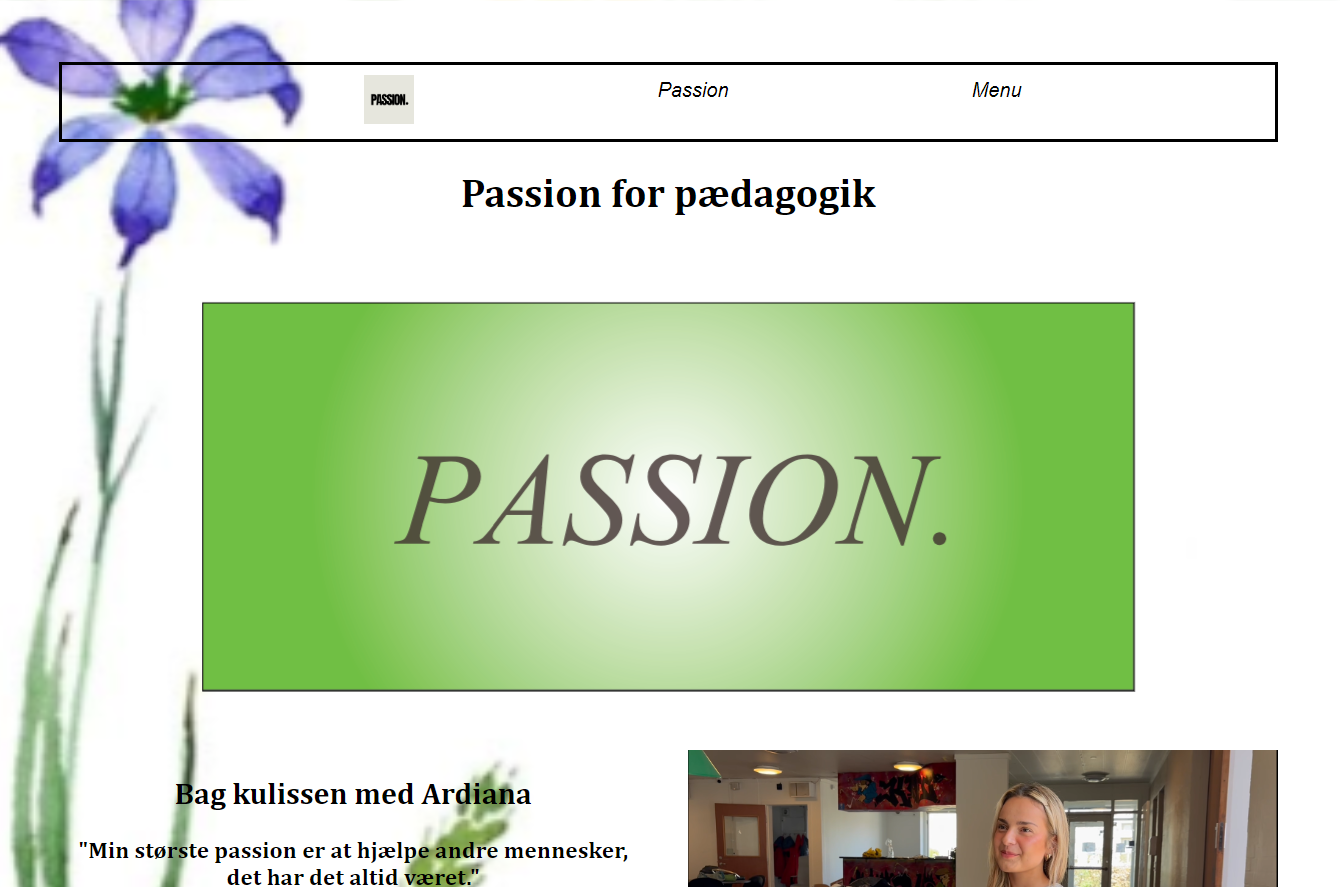 PASSION.
Passion
Menu
Passion for pædagogik
PASSION.
Bag kulissen med Ardiana
"Min største passion er at hjælpe andre mennesker,
det har det altid været."